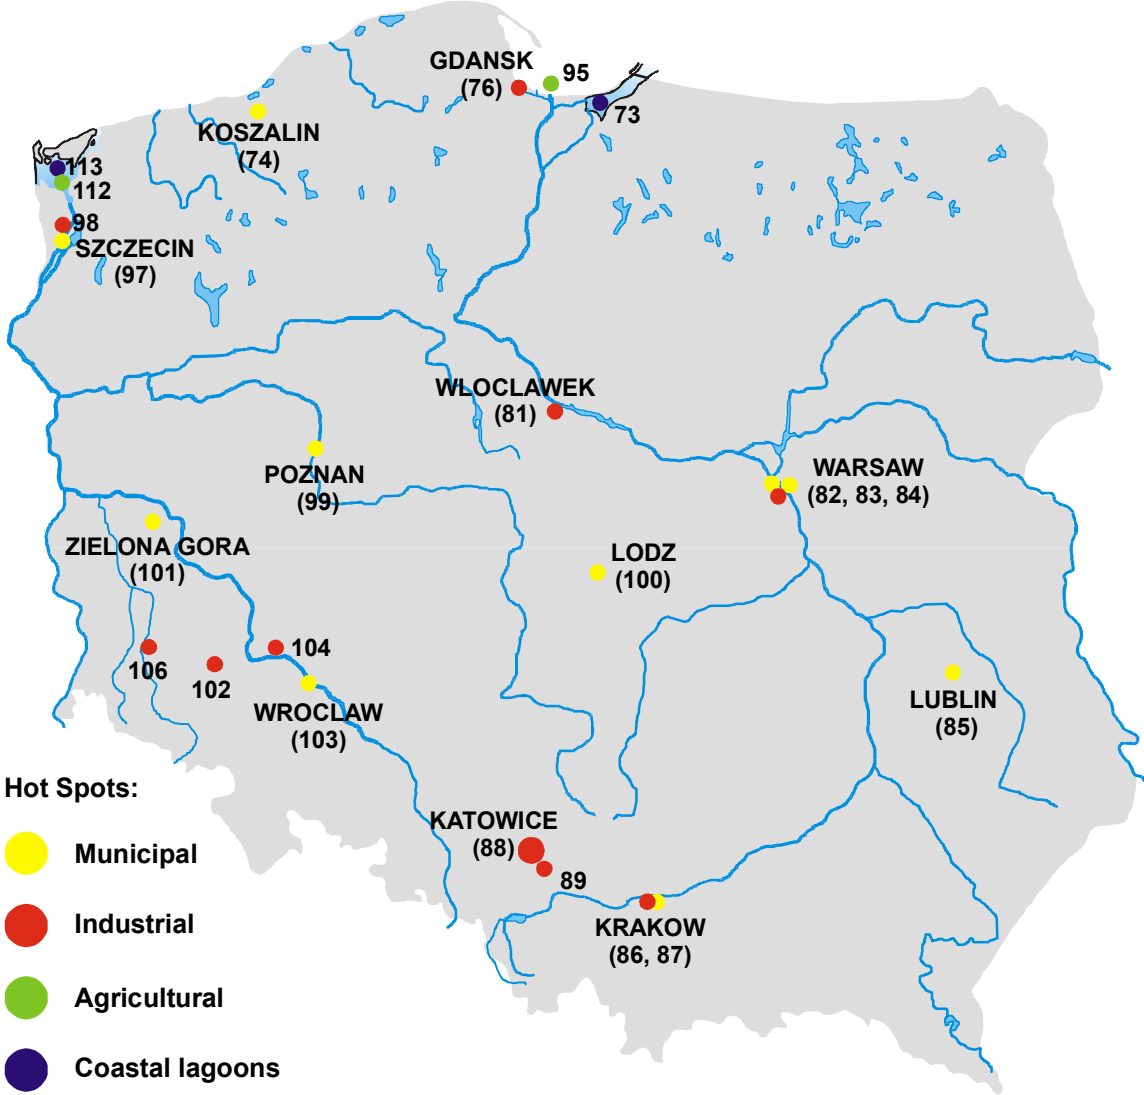 GDANSK
(76)
95
73
KOSZALIN
(74)
113
112
98
SZCZECIN
(97)
WLOCLAWEK
(81)
WARSAW
(82, 83, 84)
POZNAN
(99)
ZIELONA GORA
(101)
LODZ
(100)
104
106
102
LUBLIN
(85)
WROCLAW
(103)
KATOWICE
(88)
89
KRAKOW
(86, 87)
Hot Spots:
Municipal
Industrial
Agricultural
Coastal lagoons